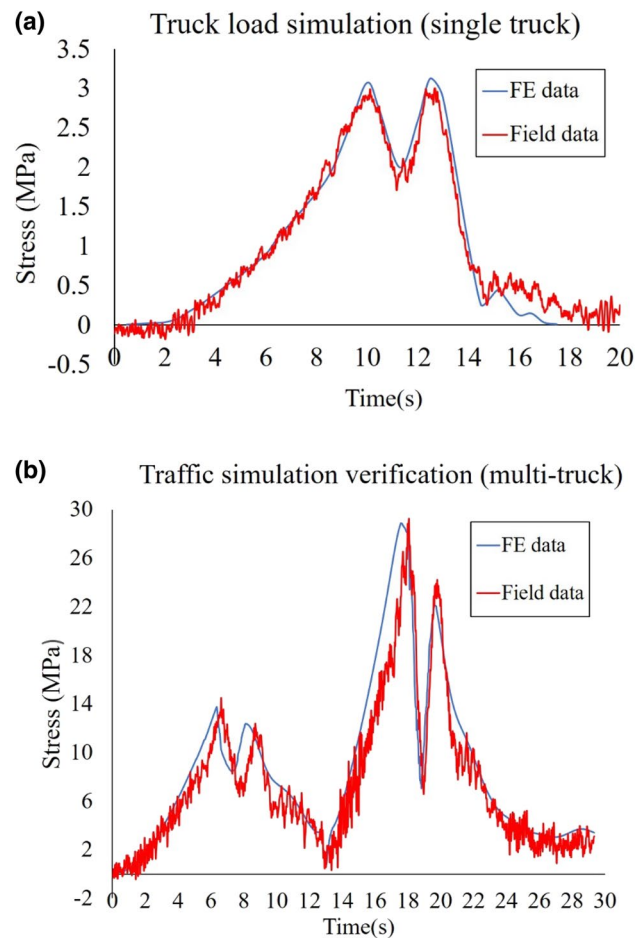 (a)
Truck load simulation (single truck)
3.5
3
2.5
2
1.5
1
0.5
0
-0.5
Stress (MPa)
FE data
Field data
0 2 4 6 8 10 12 14 16 18 20
Time(s)
(b)
Traffic simulation verification (multi-truck)
30
26
22
18
14
10
6
2
-2
Stress (MPa)
FE data
Field data
0 2 4 6 8 10 12 14 16 18 20 22 24 26 28 30
Time(s)